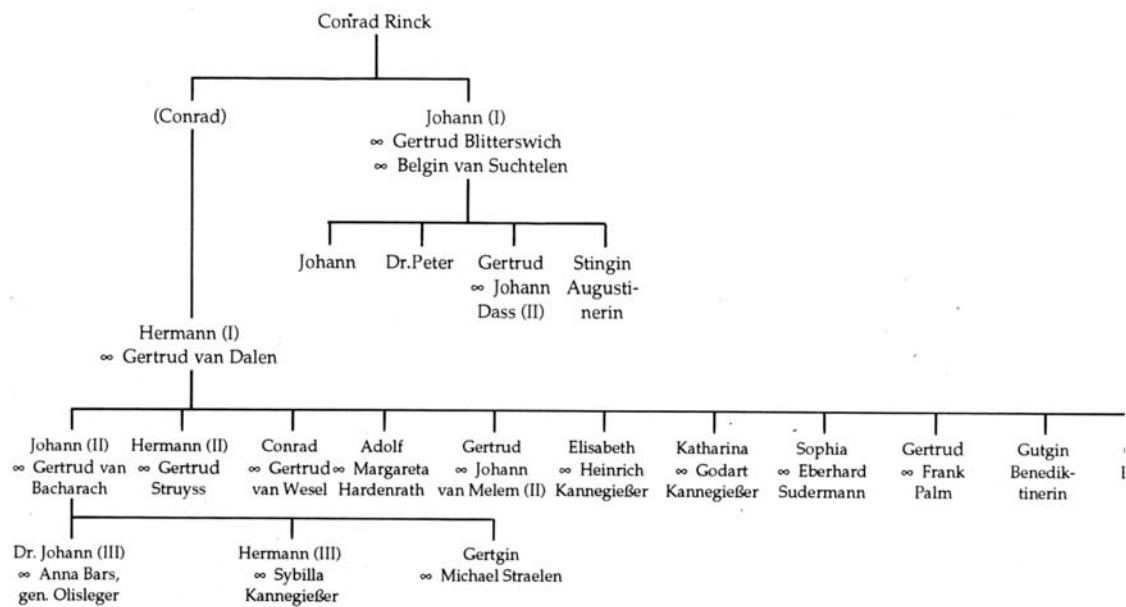 Conrad Rinck
(Conrad)
Johann (I)
∞ Gertrud Blitterswich
∞ Belgin van Suchtelen
Johann
Dr.Peter
Gertrud
∞ Johann
Dass (II)
Stingin
Augusti-
nerin
Hermann (I)
∞ Gertrud van Dalen
Johann (II)
∞ Gertrud van
Bacharach
Hermann (II)
∞ Gertrud
Struyss
Conrad
∞ Gertrud
van Wesel
Adolf
∞ Margareta
Hardenrath
Gertrud
∞ Johann
van Melem (II)
Elisabeth
∞ Heinrich
Kannegießer
Katharina
∞ Godart
Kannegießer
Sophia
∞ Eberhard
Sudermann
Gertrud
∞ Frank
Palm
Gutgin
Benedik-
tinerin
Dr. Johann (III)
∞ Anna Bars,
gen. Olisleger
Hermann (III)
∞ Sybilla
Kannegießer
Gertgin
∞ Michael Straelen